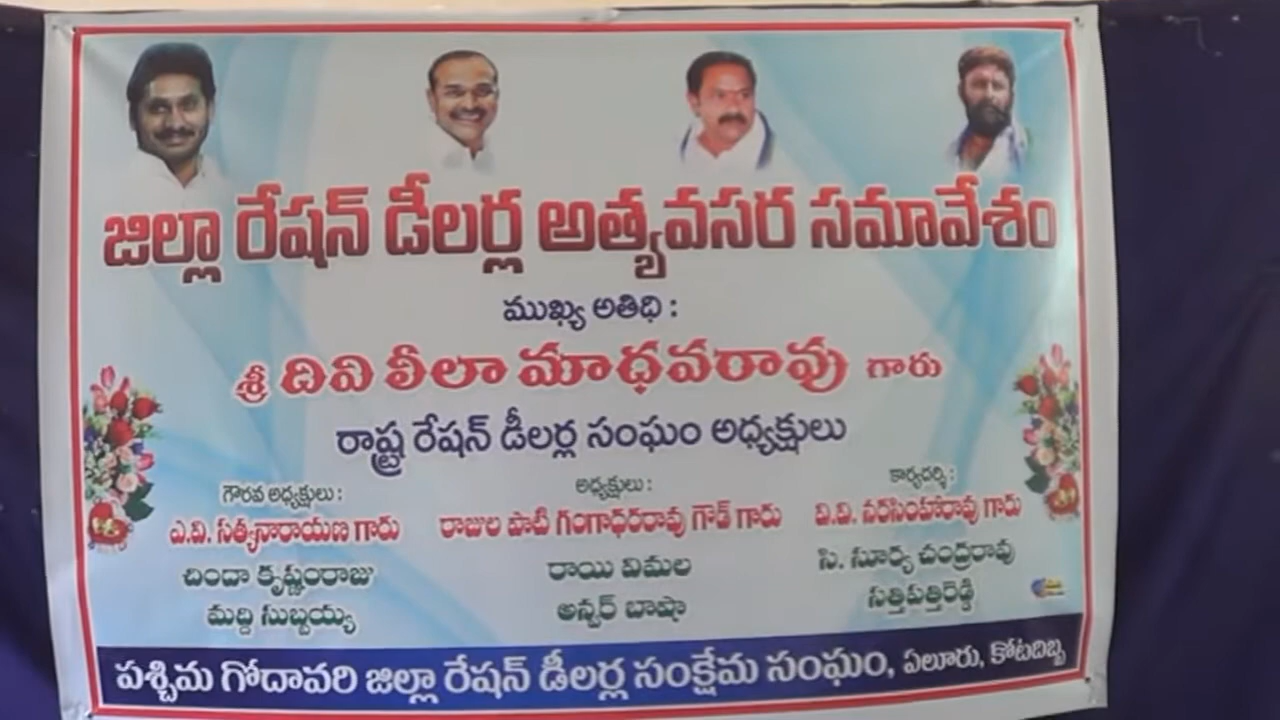 జిల్లా రేషన్ డీలర్ల అత్యవసర సమావేశం
ముఖ్య అతిధి :
శ్రీ దివి లీలా మాధవరావు గారు
రాష్ట్ర రేషన్ డీలర్ల సంఘం అధ్యక్షులు
గౌరవ అధ్యక్షులు :
ఎ.వి. సత్యనారాయణ గారు
చిందా కృష్ణంరాజు
మద్ది సుబ్బయ్య
అధ్యక్షులు :
రాజుల పాటి గంగాధరరావు గౌడ్ గారు
రాయి విమల
అన్వర్ బాషా
కార్యదర్శి :
వి.వి. నరసింహారావు గారు
సి. సూర్య చంద్రరావు
సత్తిపత్తిరెడ్డి
పశ్చిమ గోదావరి జిల్లా రేషన్ డీలర్ల సంక్షేమ సంఘం, ఏలూరు, కోటదిబ్బ